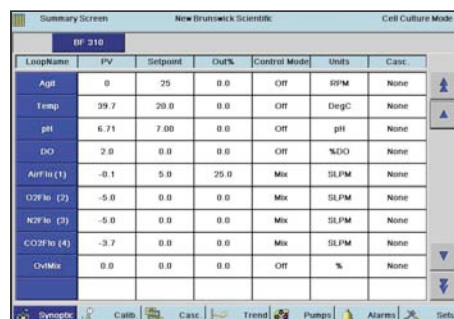 Summary Screen New Brunswick Scientific Cell Culture Mode
BF 310
LoopName PV Setpoint Out% Control Mode Units Casc.
Agit 0 25 0.0 Off RPM None
Temp 39.7 20.0 0.0 Off DegC None
pH 6.71 7.00 0.0 Off pH None
DO 2.0 0.0 0.0 Off %DO None
AirFlo (1) -0.1 5.0 25.0 Mix SLPM None
O2Flo (2) -5.0 0.0 0.0 Mix SLPM None
N2Flo (3) -5.0 0.0 0.0 Mix SLPM None
CO2Flo (4) -3.7 0.0 0.0 Mix SLPM None
OvlMix 0.0 0.0 0.0 Off % None
Synoptic Calib. Casc. Trend Pumps Alarms Setu